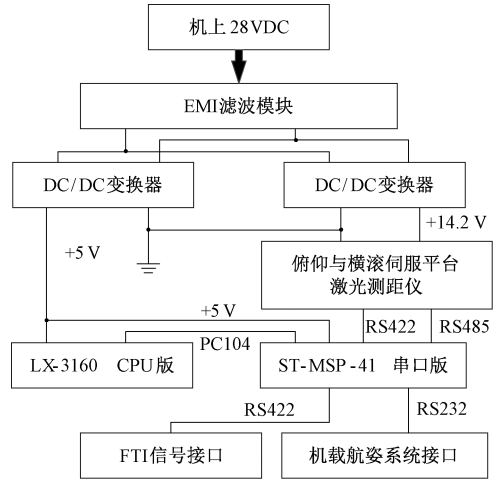 机上28VDC
EMI滤波模块
DC/DC变换器
DC/DC变换器
+14.2 V
+5 V
俯仰与横滚伺服平台
激光测距仪
+5 V
RS422
RS485
PC104
LX-3160 CPU版
ST-MSP-41 串口版
RS422
RS232
FTI信号接口
机载航姿系统接口